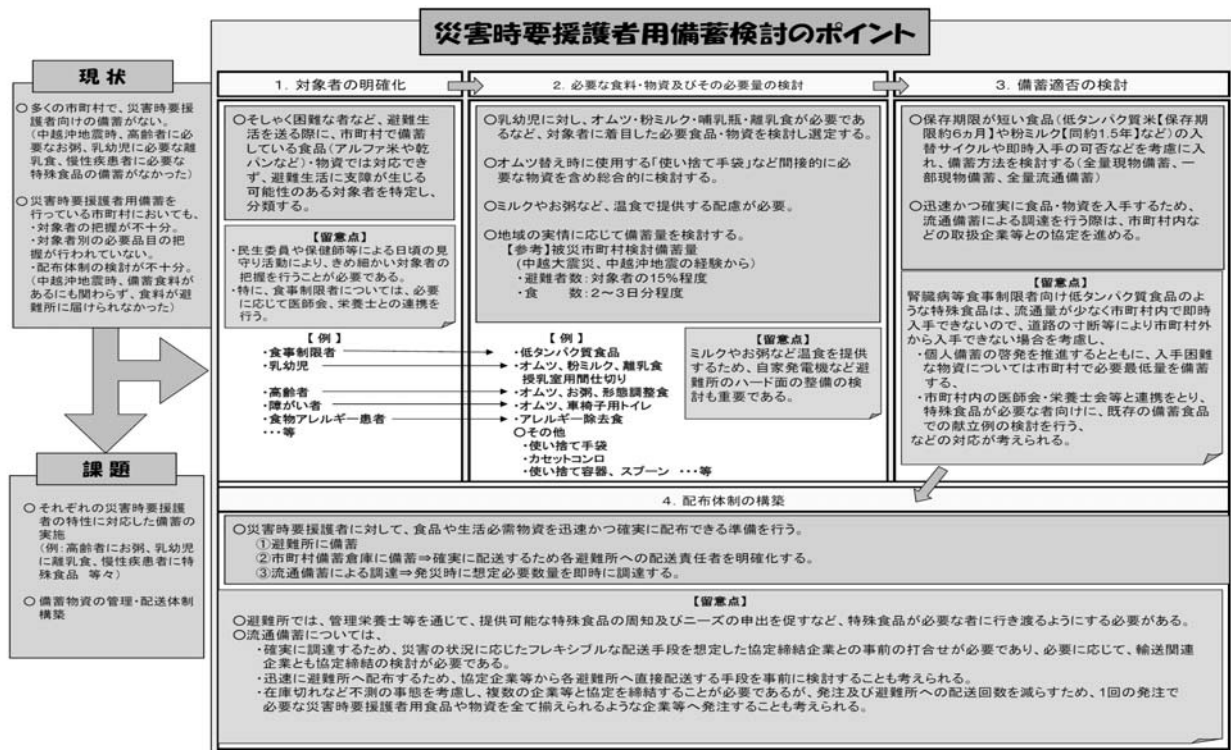 災害時要援護者用備蓄検討のポイント
現状
○ 多くの市町村で、災害時要援
護者向けの備蓄がない。
(中越沖地震時、高齢者に必
要なお粥、乳幼児に必要な離
乳食、慢性疾患者に必要な
特殊食品の備蓄がなかった)
○ 災害時要援護者用備蓄を
行っている市町村においても、
・対象者の把握が不十分。
・対象者別の必要品目の把
握が行われていない。
・配布体制の検討が不十分。
(中越沖地震時、備蓄食料が
あるにも関わらず、食料が避
難所に届けられなかった)
課題
○ それぞれの災害時要援護
者の特性に対応した備蓄の
実施
(例:高齢者にお粥、乳幼児
に離乳食、慢性疾患者に特
殊食品 等々)
○ 備蓄物資の管理・配送体制
構築
1. 対象者の明確化
○そしゃく困難な者など、避難生
活を送る際に、市町村で備蓄
している食品(アルファ米や乾
パンなど)・物資では対応でき
ず、避難生活に支障が生じる
可能性のある対象者を特定し、
分類する。
【留意点】
・民生委員や保健師等による日頃の見
守り活動により、きめ細かい対象者の
把握を行うことが必要である。
・特に、食事制限者については、必要
に応じて医師会、栄養士との連携を
行う。
【 例 】
・食事制限者
・乳幼児
・高齢者
・障がい者
・食物アレルギー患者
・・・等
2. 必要な食料・物資及びその必要量の検討
○乳幼児に対し、オムツ・粉ミルク・哺乳瓶・離乳食が必要であ
るなど、対象者に着目した必要食品・物資を検討し選定する。
○オムツ替え時に使用する「使い捨て手袋」など間接的に必
要な物資を含め総合的に検討する。
○ミルクやお粥など、温食で提供する配慮が必要。
○地域の実情に応じて備蓄量を検討する。
【参考】被災市町村検討備蓄量
(中越大震災、中越沖地震の経験から)
・避難者数:対象者の15%程度
・食 数:2~3日分程度
【 例 】
・低タンパク質食品
・オムツ、粉ミルク、離乳食
授乳室用間仕切り
・オムツ、お粥、形態調整食
・オムツ、車椅子用トイレ
・アレルギー除去食
○その他
・使い捨て手袋
・カセットコンロ
・使い捨て容器、スプーン ・・・等
【留意点】
ミルクやお粥など温食を提供
するため、自家発電機など避
難所のハード面の整備の検
討も重要である。
3. 備蓄適否の検討
○保存期限が短い食品(低タンパク質米【保存期
限約6ヵ月】や粉ミルク【同約1.5年】など)の入
替サイクルや即時入手の可否などを考慮に入
れ、備蓄方法を検討する(全量現物備蓄、一
部現物備蓄、全量流通備蓄)
○迅速かつ確実に食品・物資を入手するため、
流通備蓄による調達を行う際は、市町村内な
どの取扱企業等との協定を進める。
【留意点】
腎臓病等食事制限者向け低タンパク質食品のよ
うな特殊食品は、流通量が少なく市町村内で即時
入手できないので、道路の寸断等により市町村外
から入手できない場合を考慮し、
・個人備蓄の啓発を推進するとともに、入手困難
な物資については市町村で必要最低量を備蓄
する、
・市町村内の医師会・栄養士会等と連携をとり、
特殊食品が必要な者向けに、既存の備蓄食品
での献立例の検討を行う、
などの対応が考えられる。
4. 配布体制の構築
○災害時要援護者に対して、食品や生活必需物資を迅速かつ確実に配布できる準備を行う。
①避難所に備蓄
②市町村備蓄倉庫に備蓄⇒確実に配送するため各避難所への配送責任者を明確化する。
③流通備蓄による調達⇒発災時に想定必要数量を即時に調達する。
【留意点】
○避難所では、管理栄養士等を通じて、提供可能な特殊食品の周知及びニーズの申出を促すなど、特殊食品が必要な者に行き渡るようにする必要がある。
○流通備蓄については、
・確実に調達するため、災害の状況に応じたフレキシブルな配送手段を想定した協定締結企業との事前の打合せが必要であり、必要に応じて、輸送関連
企業とも協定締結の検討が必要である。
・迅速に避難所へ配布するため、協定企業等から各避難所へ直接配送する手段を事前に検討することも考えられる。
・在庫切れなど不測の事態を考慮し、複数の企業等と協定を締結することが必要であるが、発注及び避難所への配送回数を減らすため、1回の発注で
必要な災害時要援護者用食品や物資を全て揃えられるような企業等へ発注することも考えられる。